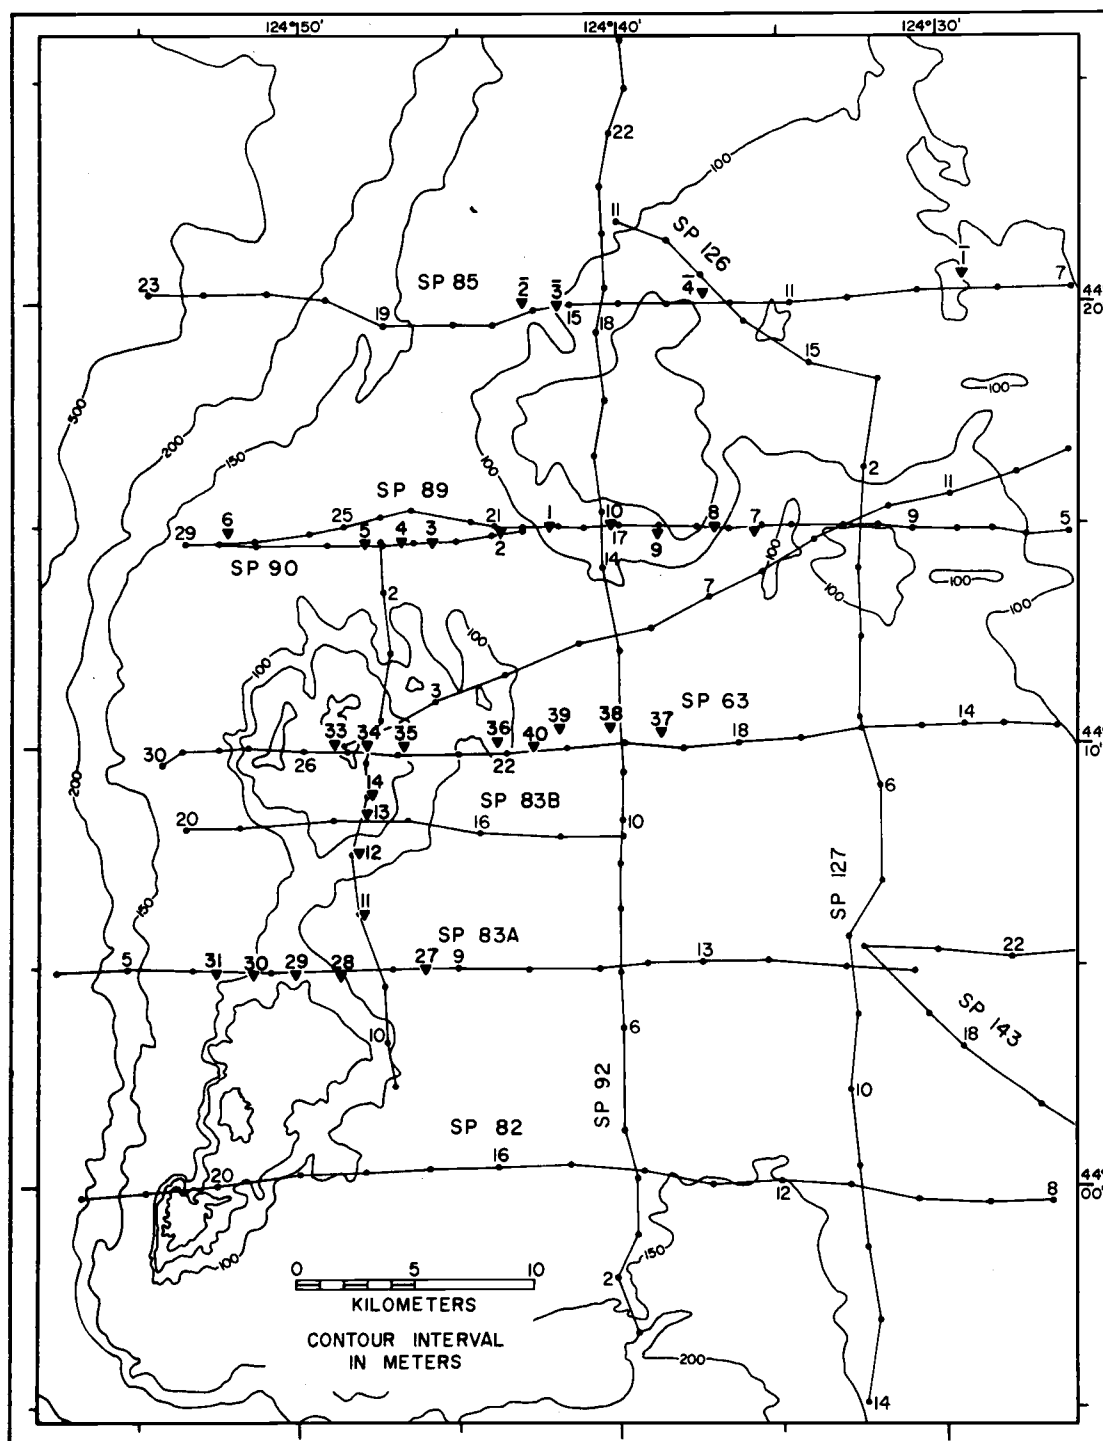 124°50' 124°40' 124°30'
22
100
11
SP 126
1̅
23 SP 85 2̅ 3̅ 4̅ 11 7
44°
20'
19 15 18
15
500
200
150
100
100
100
2
11
SP 89
29 6 25 5 4 3 21 2 1 10 17 8 9 7 9 5
SP 90
14
100
100
100
2
7
100
100
3
SP 63
39 38 37
33 34 35 36 40
30 26 22 18 14
44°
10'
200
14
SP 83B
13
20 16 10
6
12
SP 127
150
11
SP 83A
5 31 30 29 28 27 9 13 22
SP 143
18
10
6
SP 92
10
SP 82
20 16 12 8
44°
00'
100
150
2
0 5 10
KILOMETERS
CONTOUR INTERVAL
IN METERS
200
14